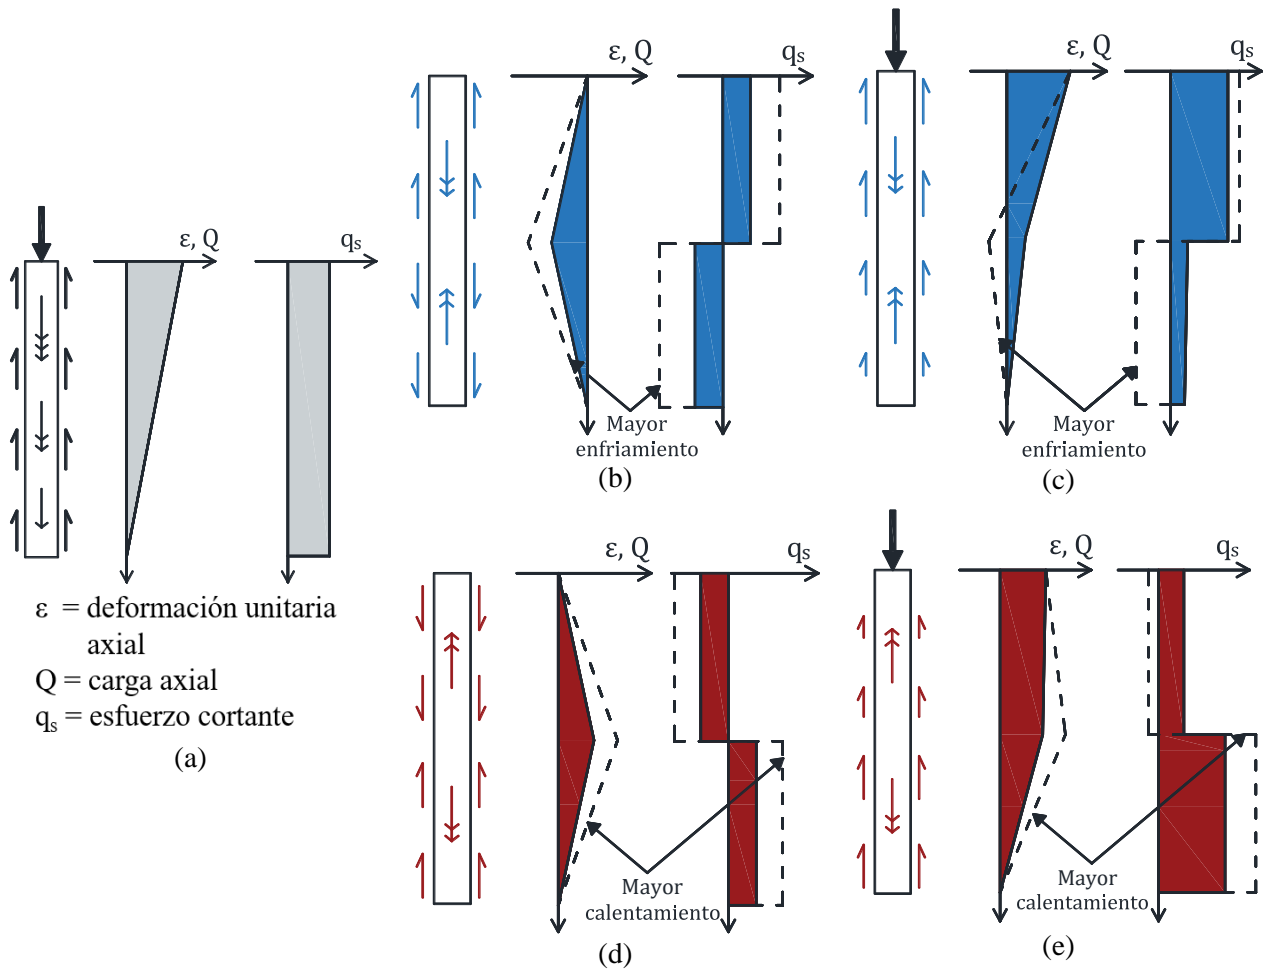 ε, Q
qs
ε = deformación unitaria
axial
Q = carga axial
qs = esfuerzo cortante
(a)
ε, Q
qs
Mayor
enfriamiento
(b)
ε, Q
qs
Mayor
enfriamiento
(c)
ε, Q
qs
Mayor
calentamiento
(d)
ε, Q
qs
Mayor
calentamiento
(e)